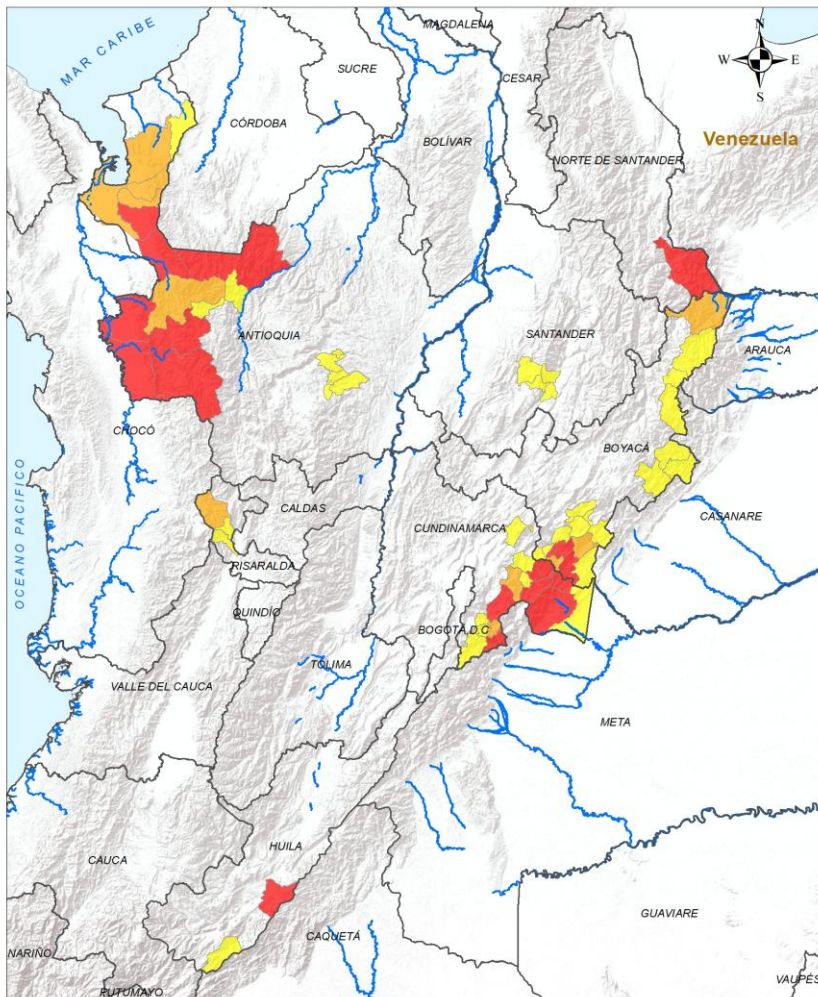 MAGDALENA
N
MAR CARIBE
SUCRE
CESAR
W
E
S
CÓRDOBA
BOLÍVAR
Venezuela
NORTE DE SANTANDER
ANTIOQUIA
SANTANDER
ARAUCA
CHOCÓ
BOYACÁ
OCEANO PACIFICO
CALDAS
CUNDINAMARCA
CASANARE
RISARALDA
QUINDÍO
BOGOTÁ, D.C
TOLIMA
VALLE DEL CAUCA
META
HUILA
CAUCA
GUAVIARE
CAQUETÁ
NARIÑO
PUTUMAYO
VAUPÉS